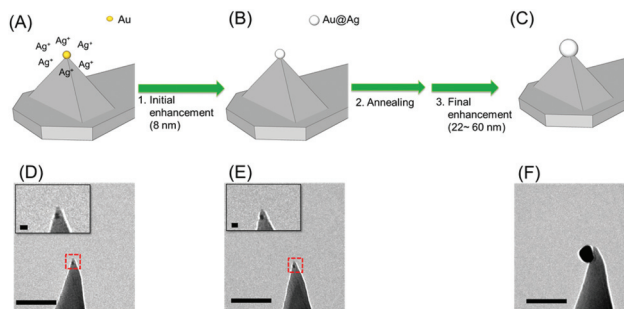 (A)
Au
Ag⁺ Ag⁺ Ag⁺
Ag⁺ Ag⁺ Ag⁺
1. Initial
enhancement
(8 nm)
(B)
Au@Ag
2. Annealing
3. Final
enhancement
(22~ 60 nm)
(C)
(D)
(E)
(F)